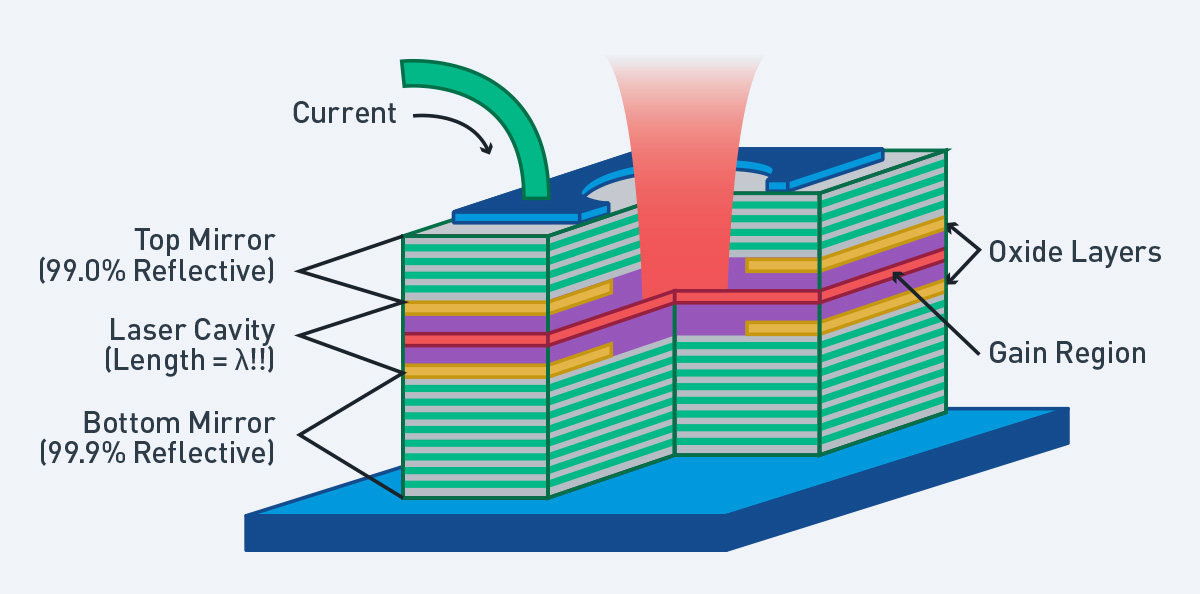 Current
Top Mirror
(99.0% Reflective)
Laser Cavity
(Length = λ!!)
Bottom Mirror
(99.9% Reflective)
Oxide Layers
Gain Region